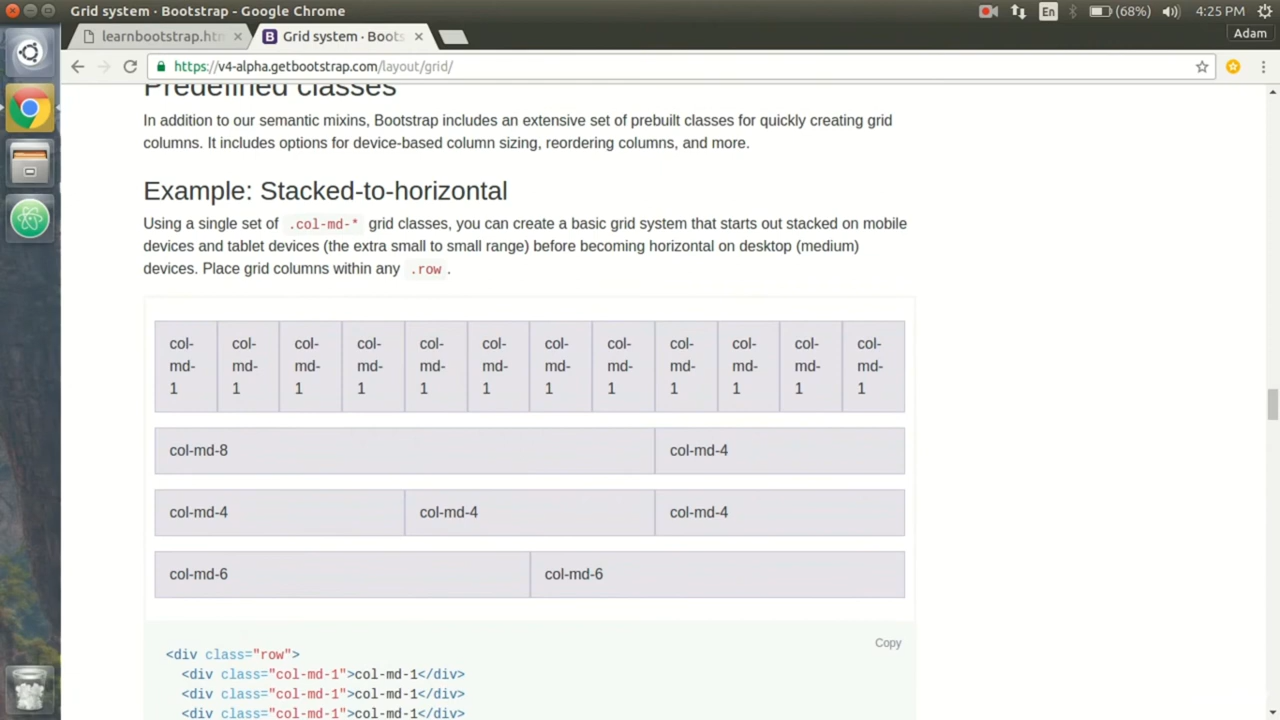 Grid system · Bootstrap - Google Chrome
En
(68%)
4:25 PM
learnbootstrap.htm
Grid system · Boots
Adam
https://v4-alpha.getbootstrap.com/layout/grid/
Predefined classes
In addition to our semantic mixins, Bootstrap includes an extensive set of prebuilt classes for quickly creating grid
columns. It includes options for device-based column sizing, reordering columns, and more.
Example: Stacked-to-horizontal
Using a single set of .col-md-* grid classes, you can create a basic grid system that starts out stacked on mobile
devices and tablet devices (the extra small to small range) before becoming horizontal on desktop (medium)
devices. Place grid columns within any .row .
col- col- col- col- col- col- col- col- col- col- col- col-
md- md- md- md- md- md- md- md- md- md- md- md-
1 1 1 1 1 1 1 1 1 1 1 1
col-md-8 col-md-4
col-md-4 col-md-4 col-md-4
col-md-6 col-md-6
Copy
<div class="row">
<div class="col-md-1">col-md-1</div>
<div class="col-md-1">col-md-1</div>
<div class="col-md-1">col-md-1</div>